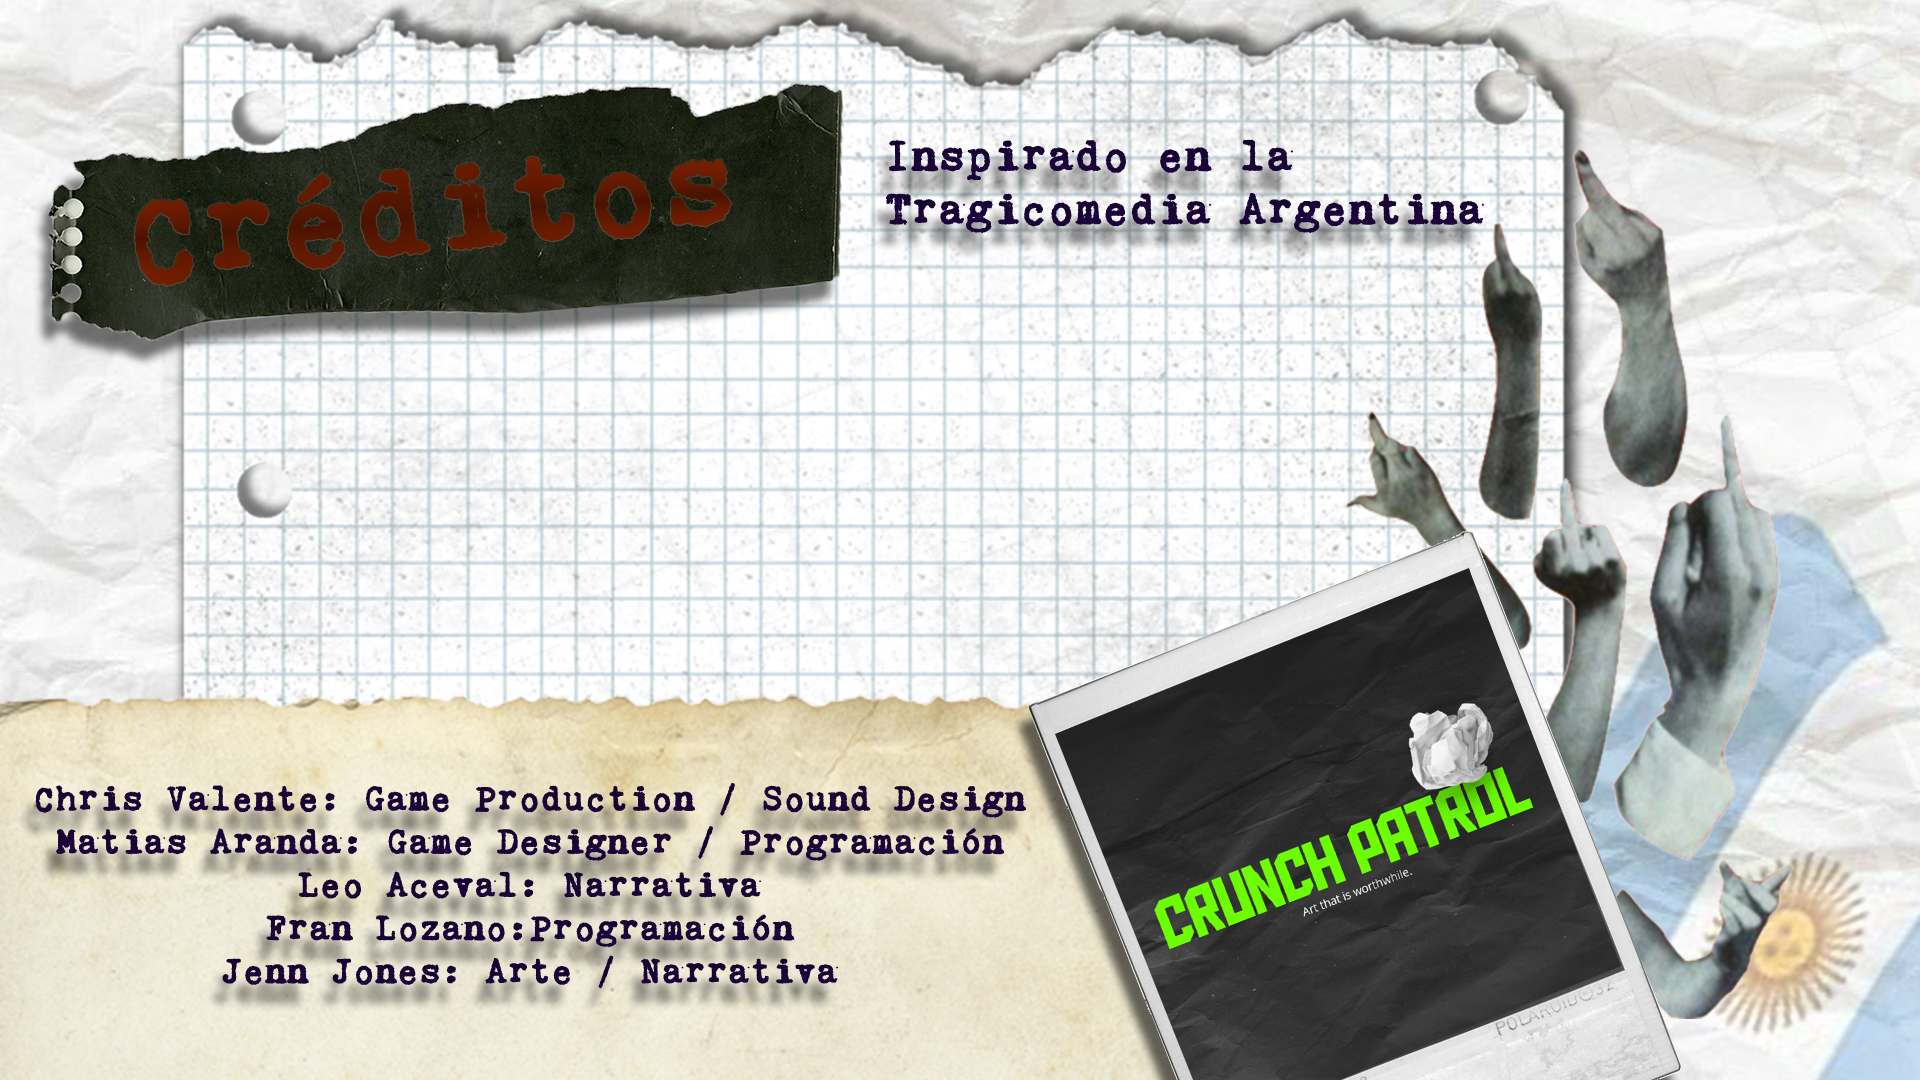 Créditos
Inspirado en la
Tragicomedia Argentina
Chris Valente: Game Production / Sound Design
Matias Aranda: Game Designer / Programación
Leo Aceval: Narrativa
Fran Lozano:Programación
Jenn Jones: Arte / Narrativa
CRUNCH PATROL
Art that is worthwhile.